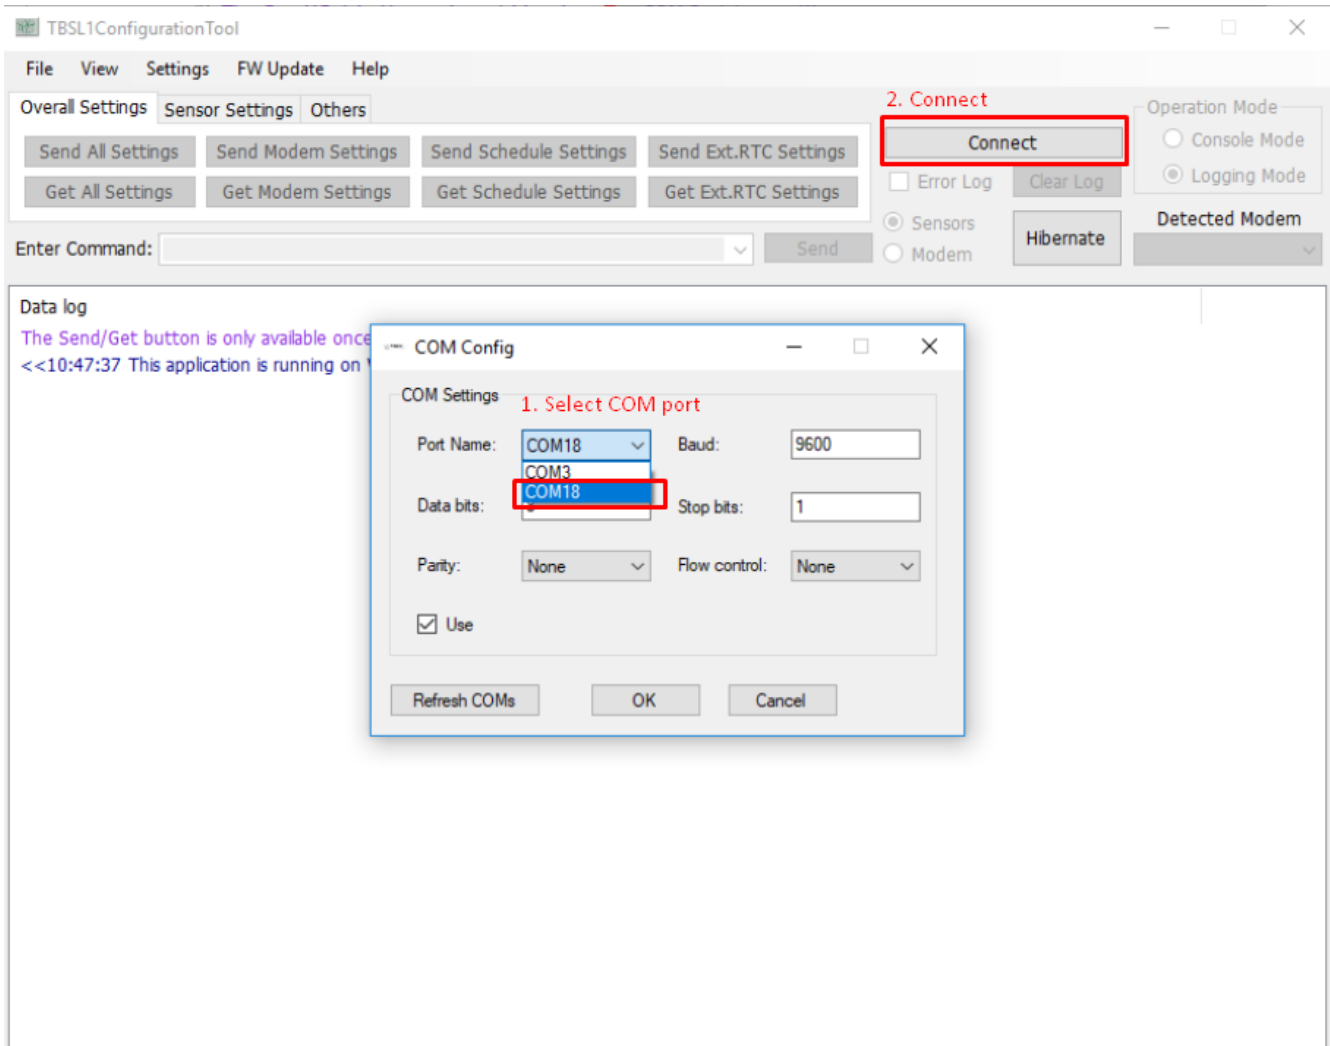 TBSL1ConfigurationTool
File View Settings FW Update Help
Overall Settings Sensor Settings Others
2. Connect
Operation Mode
Send All Settings Send Modem Settings Send Schedule Settings Send Ext.RTC Settings
Connect
Console Mode
Get All Settings Get Modem Settings Get Schedule Settings Get Ext.RTC Settings
Error Log Clear Log
Logging Mode
Sensors
Hibernate
Detected Modem
Enter Command: Send
Modem
Data log
The Send/Get button is only available once
<<10:47:37 This application is running on
COM Config
COM Settings
1. Select COM port
Port Name: COM18 Baud: 9600
COM3
COM18
Data bits: Stop bits: 1
Parity: None Flow control: None
Use
Refresh COMs OK Cancel